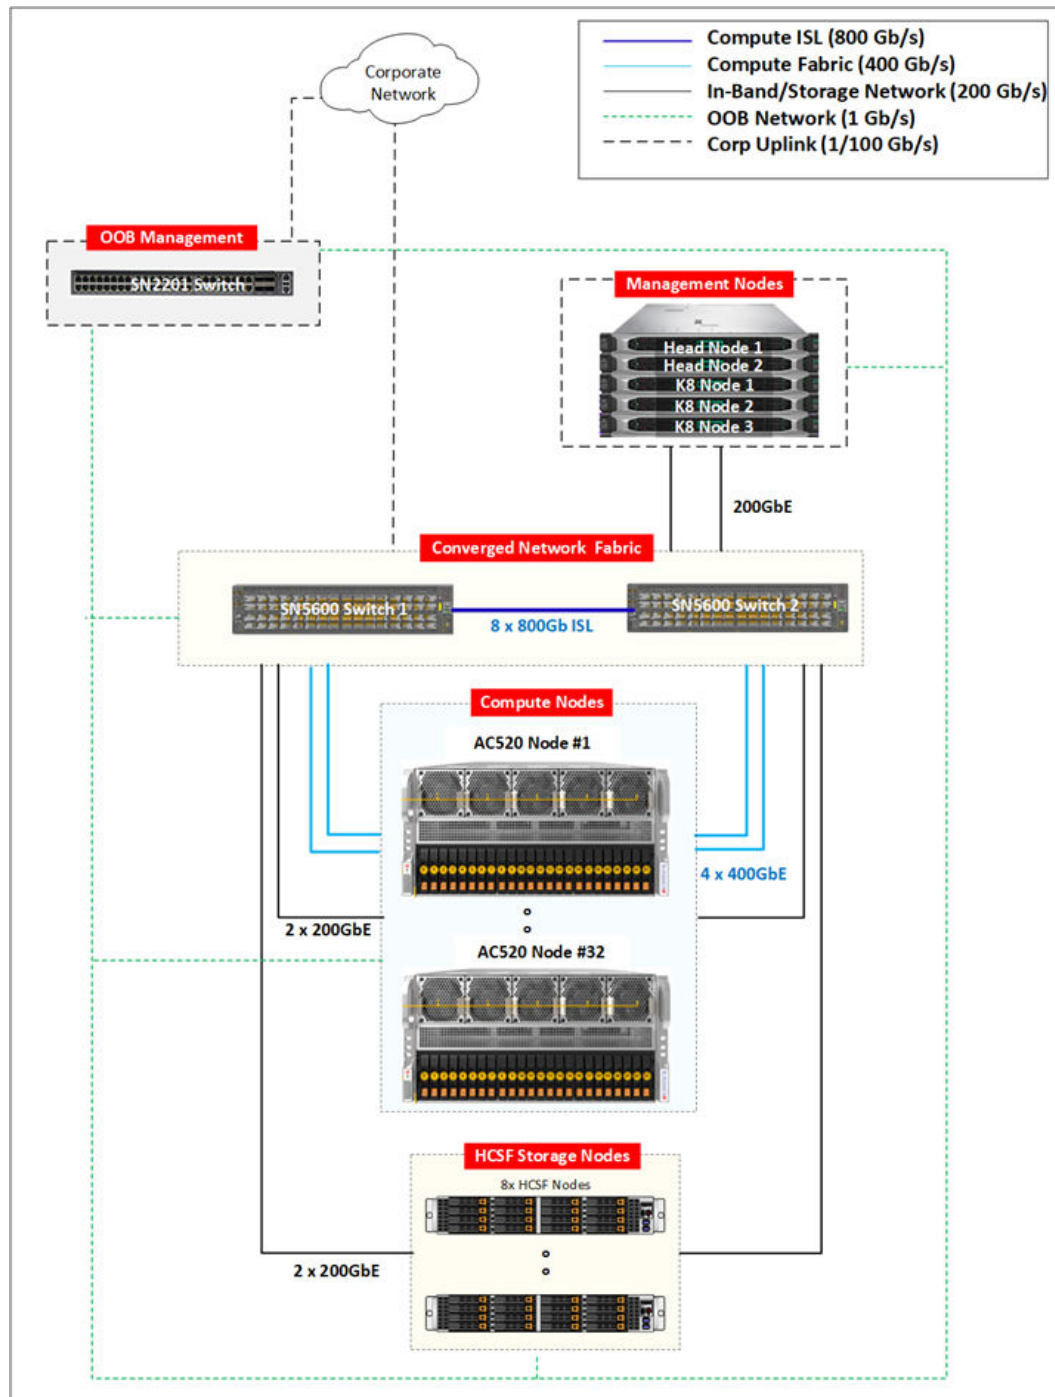 Corporate
Network
Compute ISL (800 Gb/s)
Compute Fabric (400 Gb/s)
In-Band/Storage Network (200 Gb/s)
OOB Network (1 Gb/s)
Corp Uplink (1/100 Gb/s)
OOB Management
SN2201 Switch
Management Nodes
Head Node 1
Head Node 2
K8 Node 1
K8 Node 2
K8 Node 3
200GbE
Converged Network Fabric
SN5600 Switch 1
SN5600 Switch 2
8 x 800Gb ISL
Compute Nodes
AC520 Node #1
4 x 400GbE
2 x 200GbE
AC520 Node #32
HCSF Storage Nodes
8x HCSF Nodes
2 x 200GbE